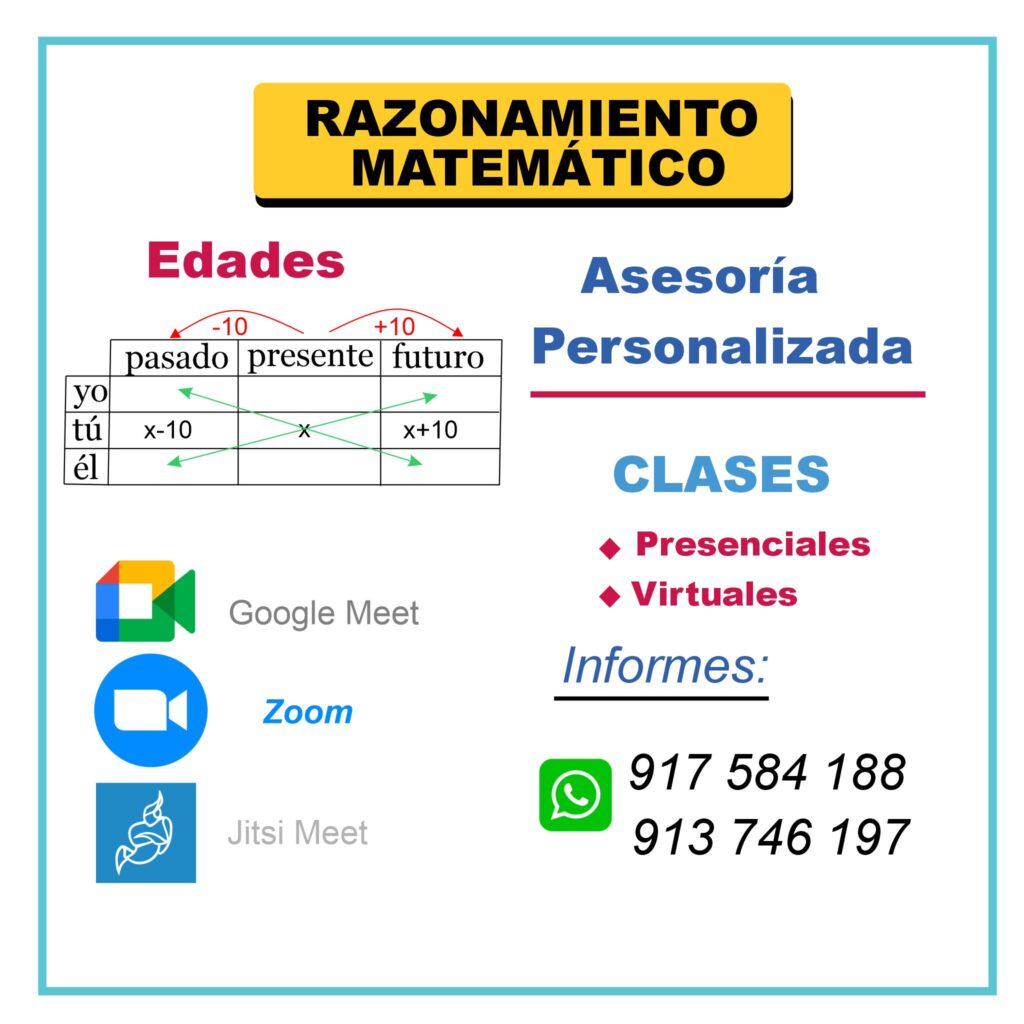 RAZONAMIENTO
MATEMÁTICO
Edades
-10 +10
pasado presente futuro
yo
tú x-10 x x+10
él
Google Meet
Zoom
Jitsi Meet
Asesoría
Personalizada
CLASES
Presenciales
Virtuales
Informes:
917 584 188
913 746 197